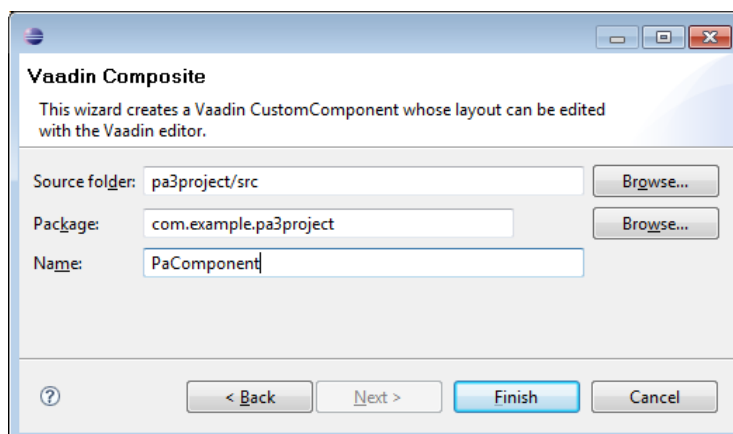 Vaadin Composite
This wizard creates a Vaadin CustomComponent whose layout can be edited
with the Vaadin editor.
Source folder: pa3project/src Browse...
Package: com.example.pa3project Browse...
Name: PaComponent
? < Back Next > Finish Cancel